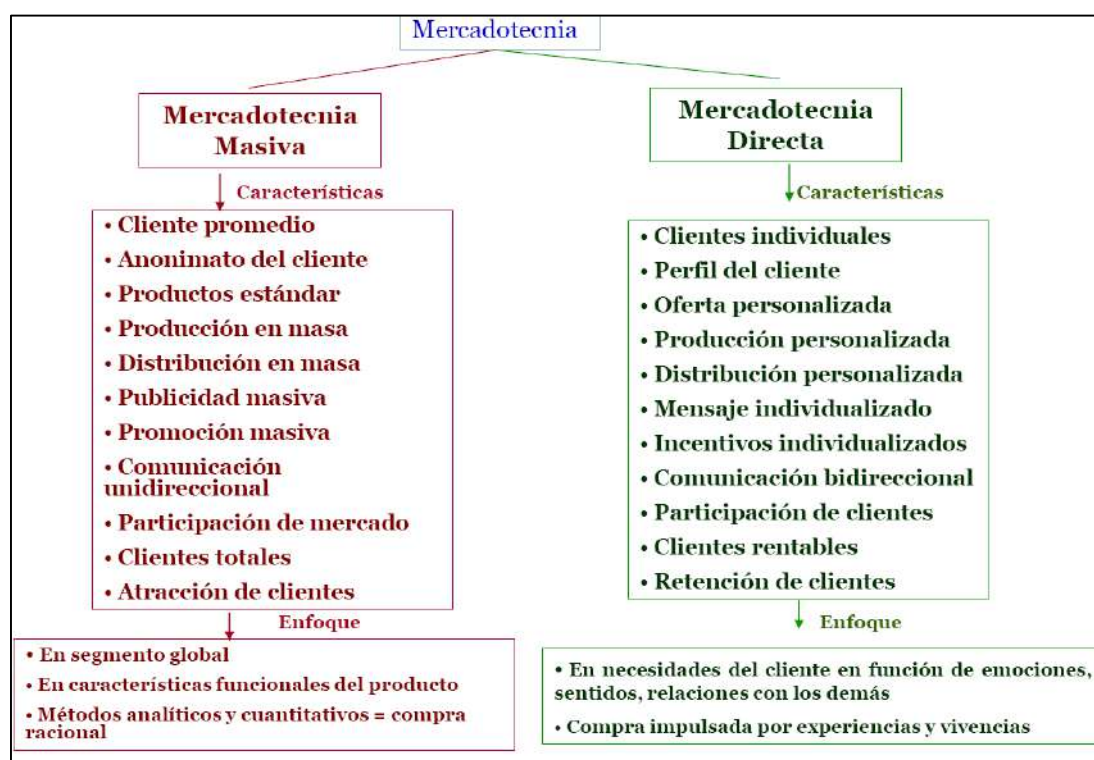 Mercadotecnia
Mercadotecnia
Masiva
Características
• Cliente promedio
• Anonimato del cliente
• Productos estándar
• Producción en masa
• Distribución en masa
• Publicidad masiva
• Promoción masiva
• Comunicación
unidireccional
• Participación de mercado
• Clientes totales
• Atracción de clientes
Enfoque
• En segmento global
• En características funcionales del producto
• Métodos analíticos y cuantitativos = compra
racional
Mercadotecnia
Directa
Características
• Clientes individuales
• Perfil del cliente
• Oferta personalizada
• Producción personalizada
• Distribución personalizada
• Mensaje individualizado
• Incentivos individualizados
• Comunicación bidireccional
• Participación de clientes
• Clientes rentables
• Retención de clientes
Enfoque
• En necesidades del cliente en función de emociones,
sentidos, relaciones con los demás
• Compra impulsada por experiencias y vivencias